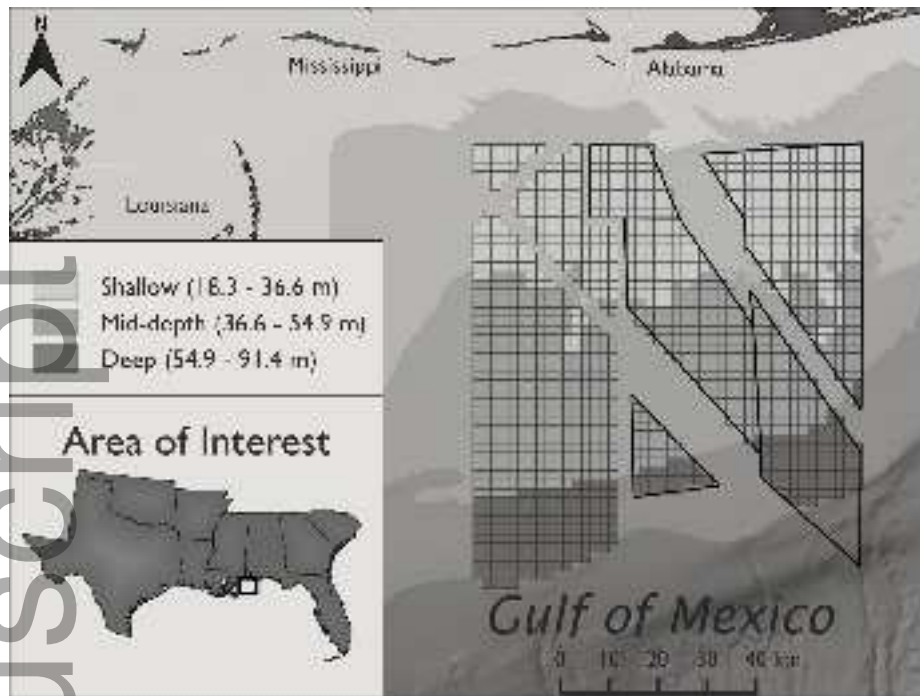 N
Mississippi
Alabama
Louisiana
Shallow (18.3 - 36.6 m)
Mid-depth (36.6 - 54.9 m)
Deep (54.9 - 91.4 m)
Area of Interest
Gulf of Mexico
0 10 20 30 40 km
uscript